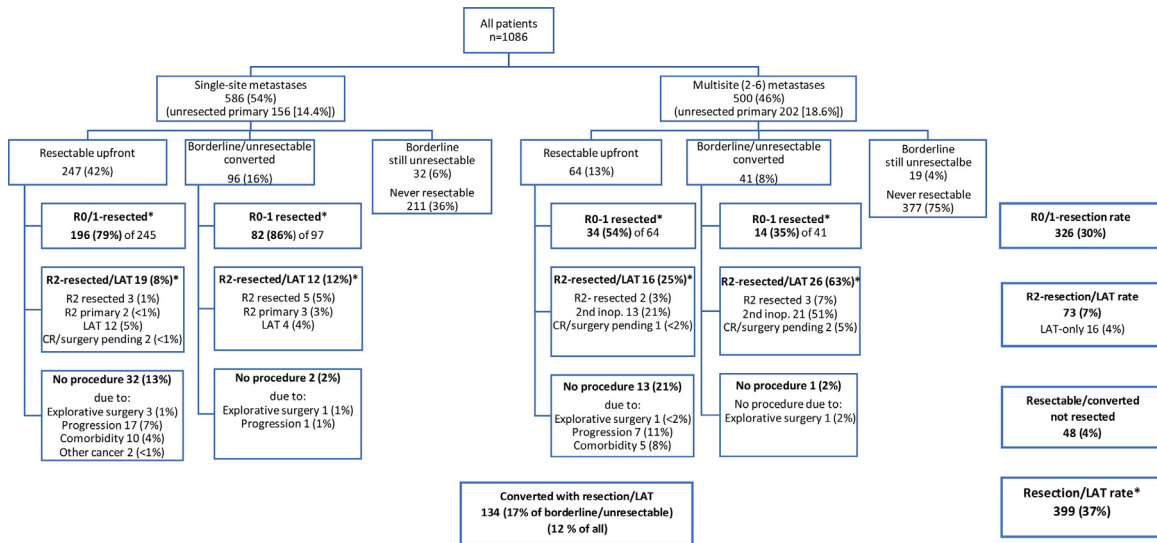 All patients
n=1086
Single-site metastases
586 (54%)
(unresected primary 156 [14.4%])
Multisite (2-6) metastases
500 (46%)
(unresected primary 202 [18.6%])
Resectable upfront
247 (42%)
Borderline/unresectable
converted
96 (16%)
Borderline
still unresectable
32 (6%)
Never resectable
211 (36%)
Resectable upfront
64 (13%)
Borderline/unresectable
converted
41 (8%)
Borderline
still unresectalbe
19 (4%)
Never resectable
377 (75%)
R0/1-resected*
196 (79%) of 245
R0-1 resected*
82 (86%) of 97
R0-1 resected*
34 (54%) of 64
R0-1 resected*
14 (35%) of 41
R0/1-resection rate
326 (30%)
R2-resected/LAT 19 (8%)*
R2 resected 3 (1%)
R2 primary 2 (<1%)
LAT 12 (5%)
CR/surgery pending 2 (<1%)
R2-resected/LAT 12 (12%)*
R2 resected 5 (5%)
R2 primary 3 (3%)
LAT 4 (4%)
R2-resected/LAT 16 (25%)*
R2- resected 2 (3%)
2nd inop. 13 (21%)
CR/surgery pending 1 (<2%)
R2-resected/LAT 26 (63%)*
R2 resected 3 (7%)
2nd inop. 21 (51%)
CR/surgery pending 2 (5%)
R2-resection/LAT rate
73 (7%)
LAT-only 16 (4%)
No procedure 32 (13%)
due to:
Explorative surgery 3 (1%)
Progression 17 (7%)
Comorbidity 10 (4%)
Other cancer 2 (<1%)
No procedure 2 (2%)
due to:
Explorative surgery 1 (1%)
Progression 1 (1%)
No procedure 13 (21%)
due to:
Explorative surgery 1 (<2%)
Progression 7 (11%)
Comorbidity 5 (8%)
No procedure 1 (2%)
No procedure due to:
Explorative surgery 1 (2%)
Resectable/converted
not resected
48 (4%)
Converted with resection/LAT
134 (17% of borderline/unresectable)
(12 % of all)
Resection/LAT rate*
399 (37%)